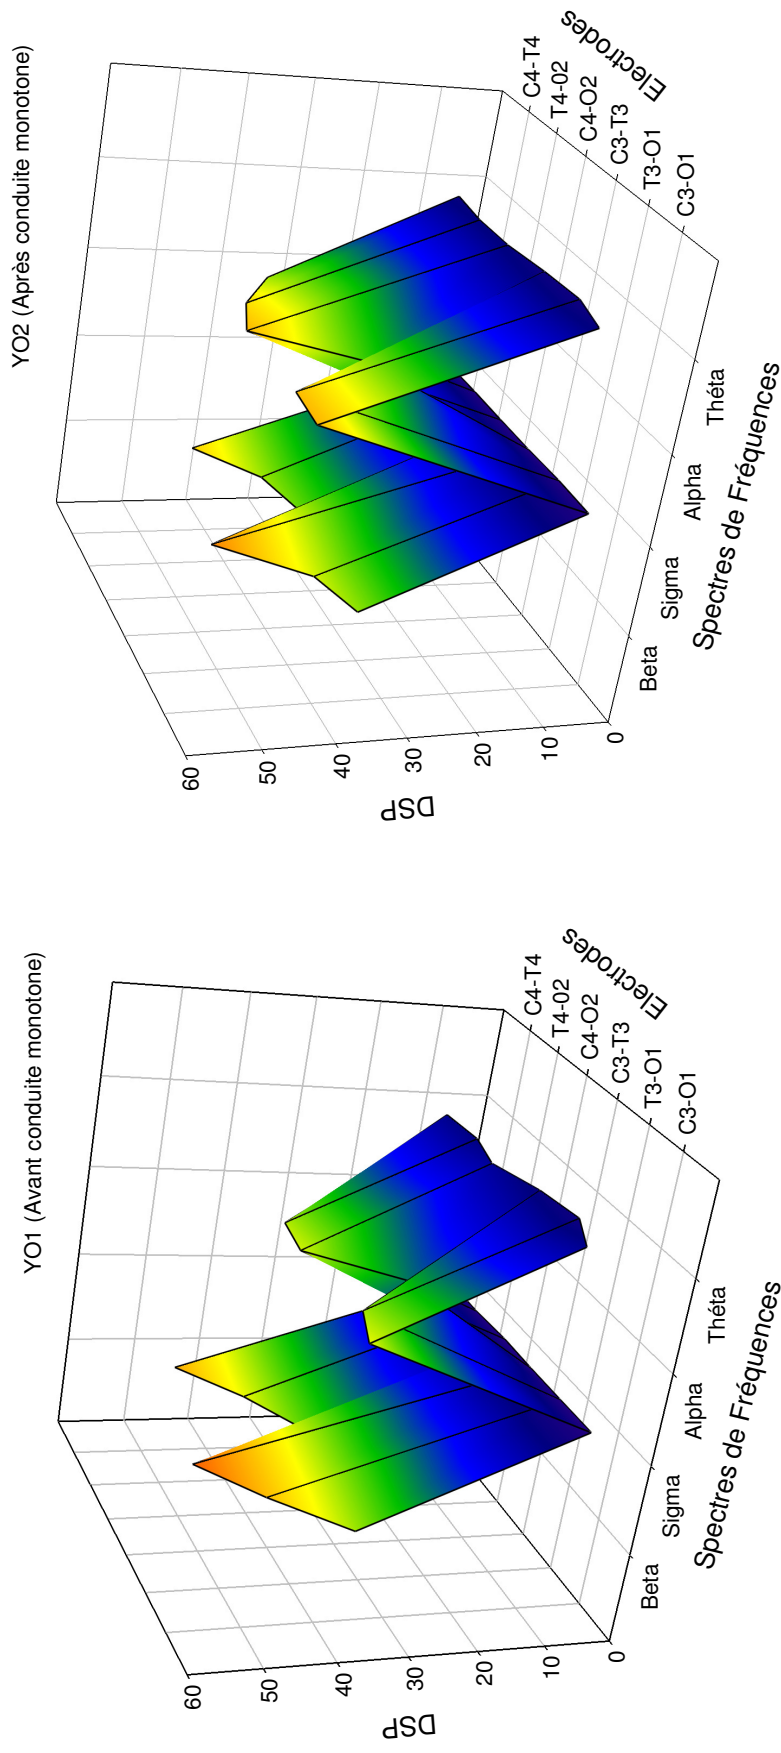 YO1 (Avant conduite monotone)
60
50
40
30
20
10
0
DSP
Beta
Sigma
Alpha
Théta
Spectres de Fréquences
C3-O1
T3-O1
C3-T3
C4-O2
T4-02
C4-T4
Electrodes
YO2 (Après conduite monotone)
60
50
40
30
20
10
0
DSP
Beta
Sigma
Alpha
Théta
Spectres de Fréquences
C3-O1
T3-O1
C3-T3
C4-O2
T4-02
C4-T4
Electrodes